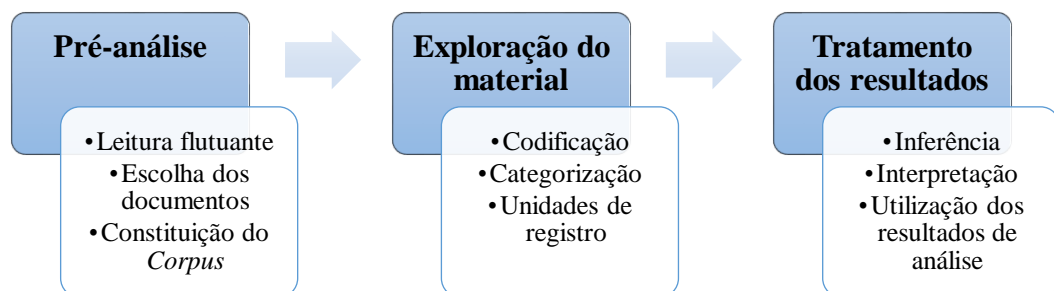 Pré-análise
•Leitura flutuante
•Escolha dos
documentos
•Constituição do
Corpus
Exploração do
material
•Codificação
•Categorização
•Unidades de
registro
Tratamento
dos resultados
•Inferência
•Interpretação
•Utilização dos
resultados de
análise